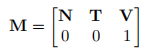 M = [ N T V
0 0 1 ]